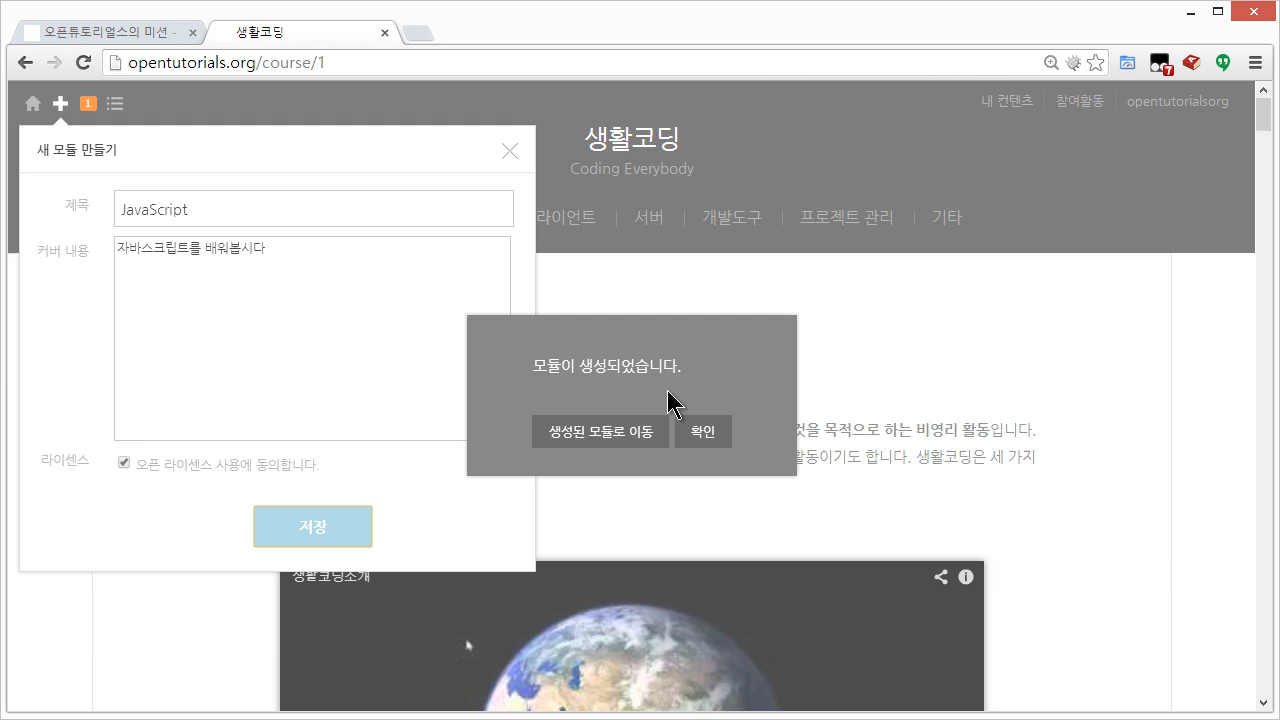 오픈튜토리얼스의 미션 -
생활코딩
opentutorials.org/course/1
7
1
내 컨텐츠
참여활동
opentutorialsorg
생활코딩
Coding Everybody
라이언트
서버
개발도구
프로젝트 관리
기타
새 모듈 만들기
제목
JavaScript
커버 내용
자바스크립트를 배워봅시다
모듈이 생성되었습니다.
생성된 모듈로 이동
확인
것을 목적으로 하는 비영리 활동입니다.
활동이기도 합니다. 생활코딩은 세 가지
라이센스
오픈 라이센스 사용에 동의합니다.
저장
생활코딩소개